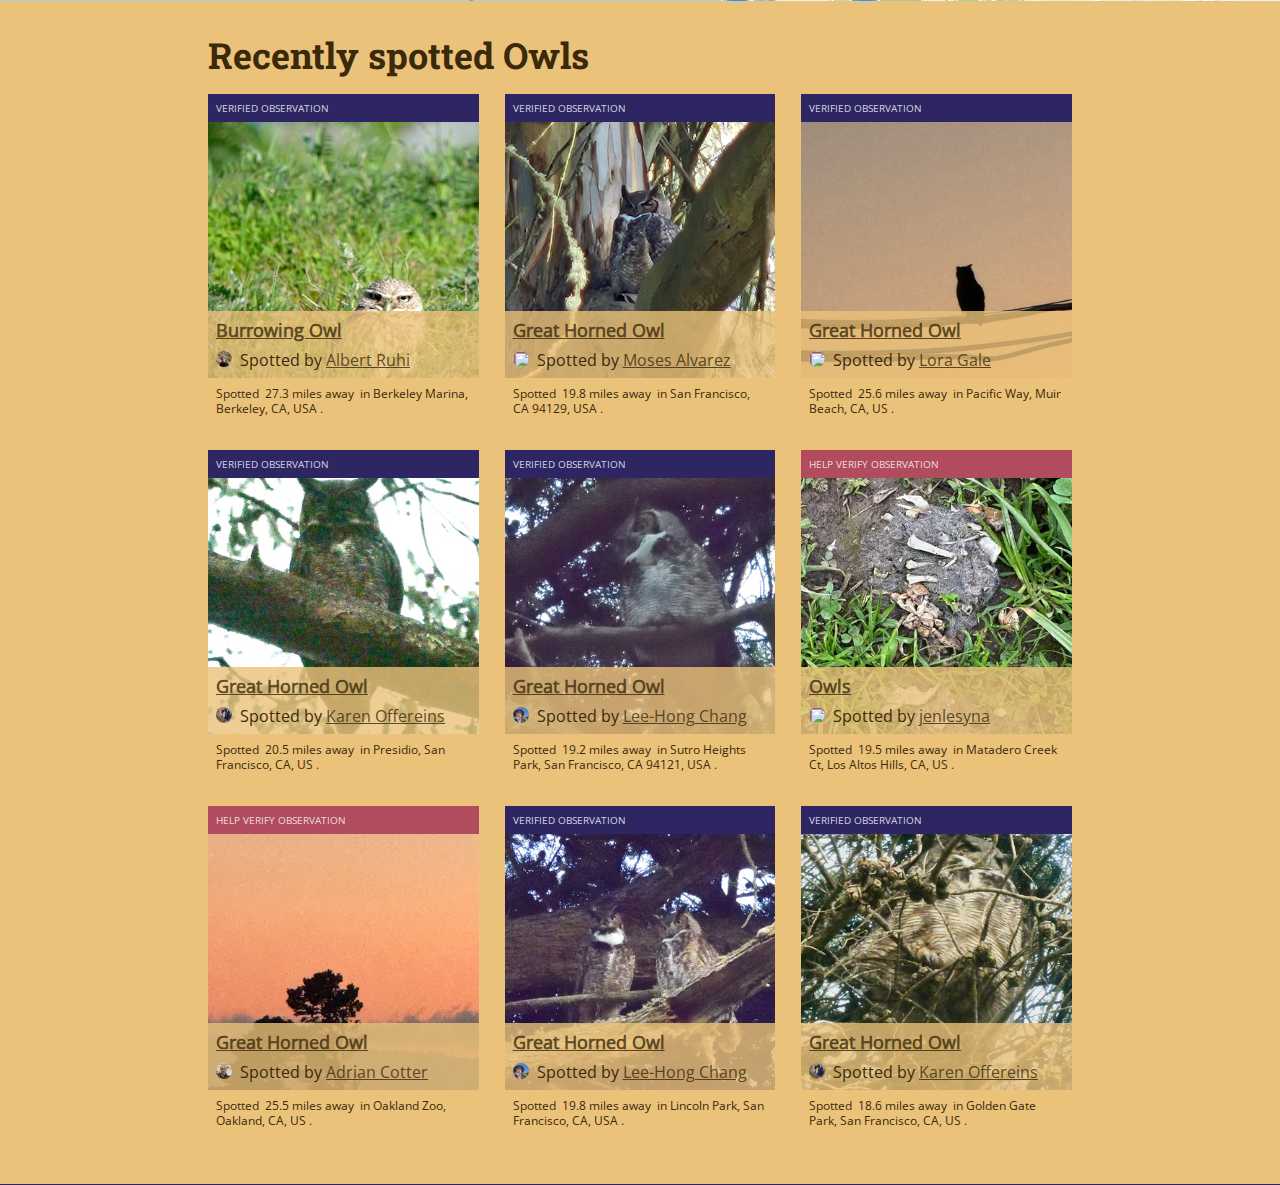 Recently spotted Owls
VERIFIED OBSERVATION
Burrowing Owl
Spotted by Albert Ruhi
Spotted 27.3 miles away in Berkeley Marina,
Berkeley, CA, USA .
VERIFIED OBSERVATION
Great Horned Owl
Spotted by Moses Alvarez
Spotted 19.8 miles away in San Francisco,
CA 94129, USA .
VERIFIED OBSERVATION
Great Horned Owl
Spotted by Lora Gale
Spotted 25.6 miles away in Pacific Way, Muir
Beach, CA, US .
VERIFIED OBSERVATION
Great Horned Owl
Spotted by Karen Offereins
Spotted 20.5 miles away in Presidio, San
Francisco, CA, US .
VERIFIED OBSERVATION
Great Horned Owl
Spotted by Lee-Hong Chang
Spotted 19.2 miles away in Sutro Heights
Park, San Francisco, CA 94121, USA .
HELP VERIFY OBSERVATION
Owls
Spotted by jenlesyna
Spotted 19.5 miles away in Matadero Creek
Ct, Los Altos Hills, CA, US .
HELP VERIFY OBSERVATION
Great Horned Owl
Spotted by Adrian Cotter
Spotted 25.5 miles away in Oakland Zoo,
Oakland, CA, US .
VERIFIED OBSERVATION
Great Horned Owl
Spotted by Lee-Hong Chang
Spotted 19.8 miles away in Lincoln Park, San
Francisco, CA, USA .
VERIFIED OBSERVATION
Great Horned Owl
Spotted by Karen Offereins
Spotted 18.6 miles away in Golden Gate
Park, San Francisco, CA, US .